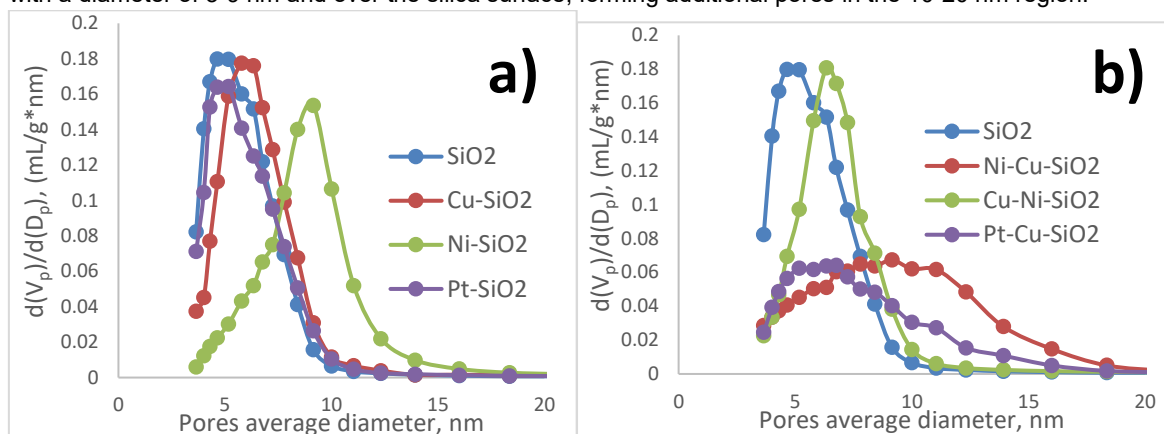 with a diameter of 5-9 nm and over the silica surface, forming additional pores in the 10-20 nm region.
a)
d(Vp)/d(Dp), (mL/g*nm)
0.2
0.18
0.16
0.14
0.12
0.1
0.08
0.06
0.04
0.02
0
SiO2
Cu-SiO2
Ni-SiO2
Pt-SiO2
0 5 10 15 20
Pores average diameter, nm
b)
d(Vp)/d(Dp), (mL/g*nm)
0.2
0.18
0.16
0.14
0.12
0.1
0.08
0.06
0.04
0.02
0
SiO2
Ni-Cu-SiO2
Cu-Ni-SiO2
Pt-Cu-SiO2
0 5 10 15 20
Pores average diameter, nm